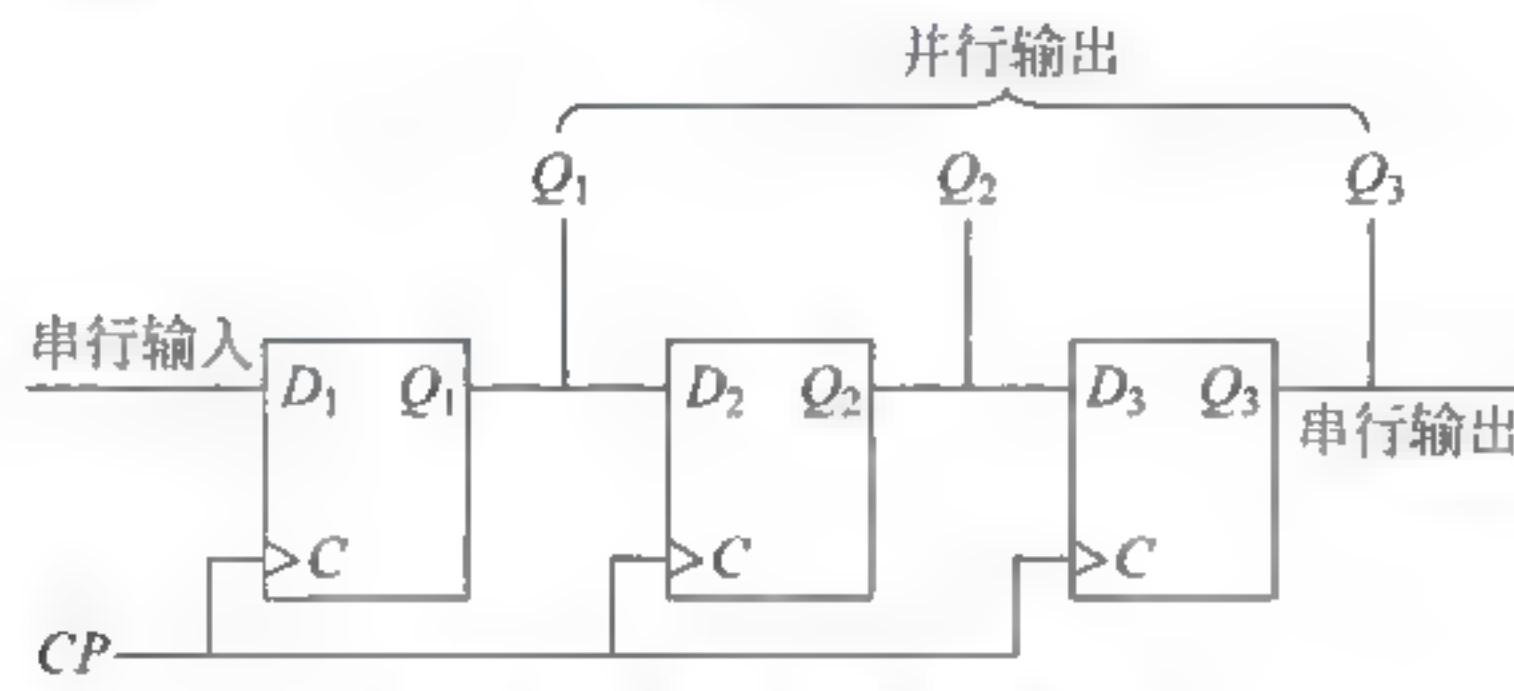 并行输出
Q₁ Q₂ Q₃
串行输入
D₁ Q₁ D₂ Q₂ D₃ Q₃
串行输出
C C C
CP